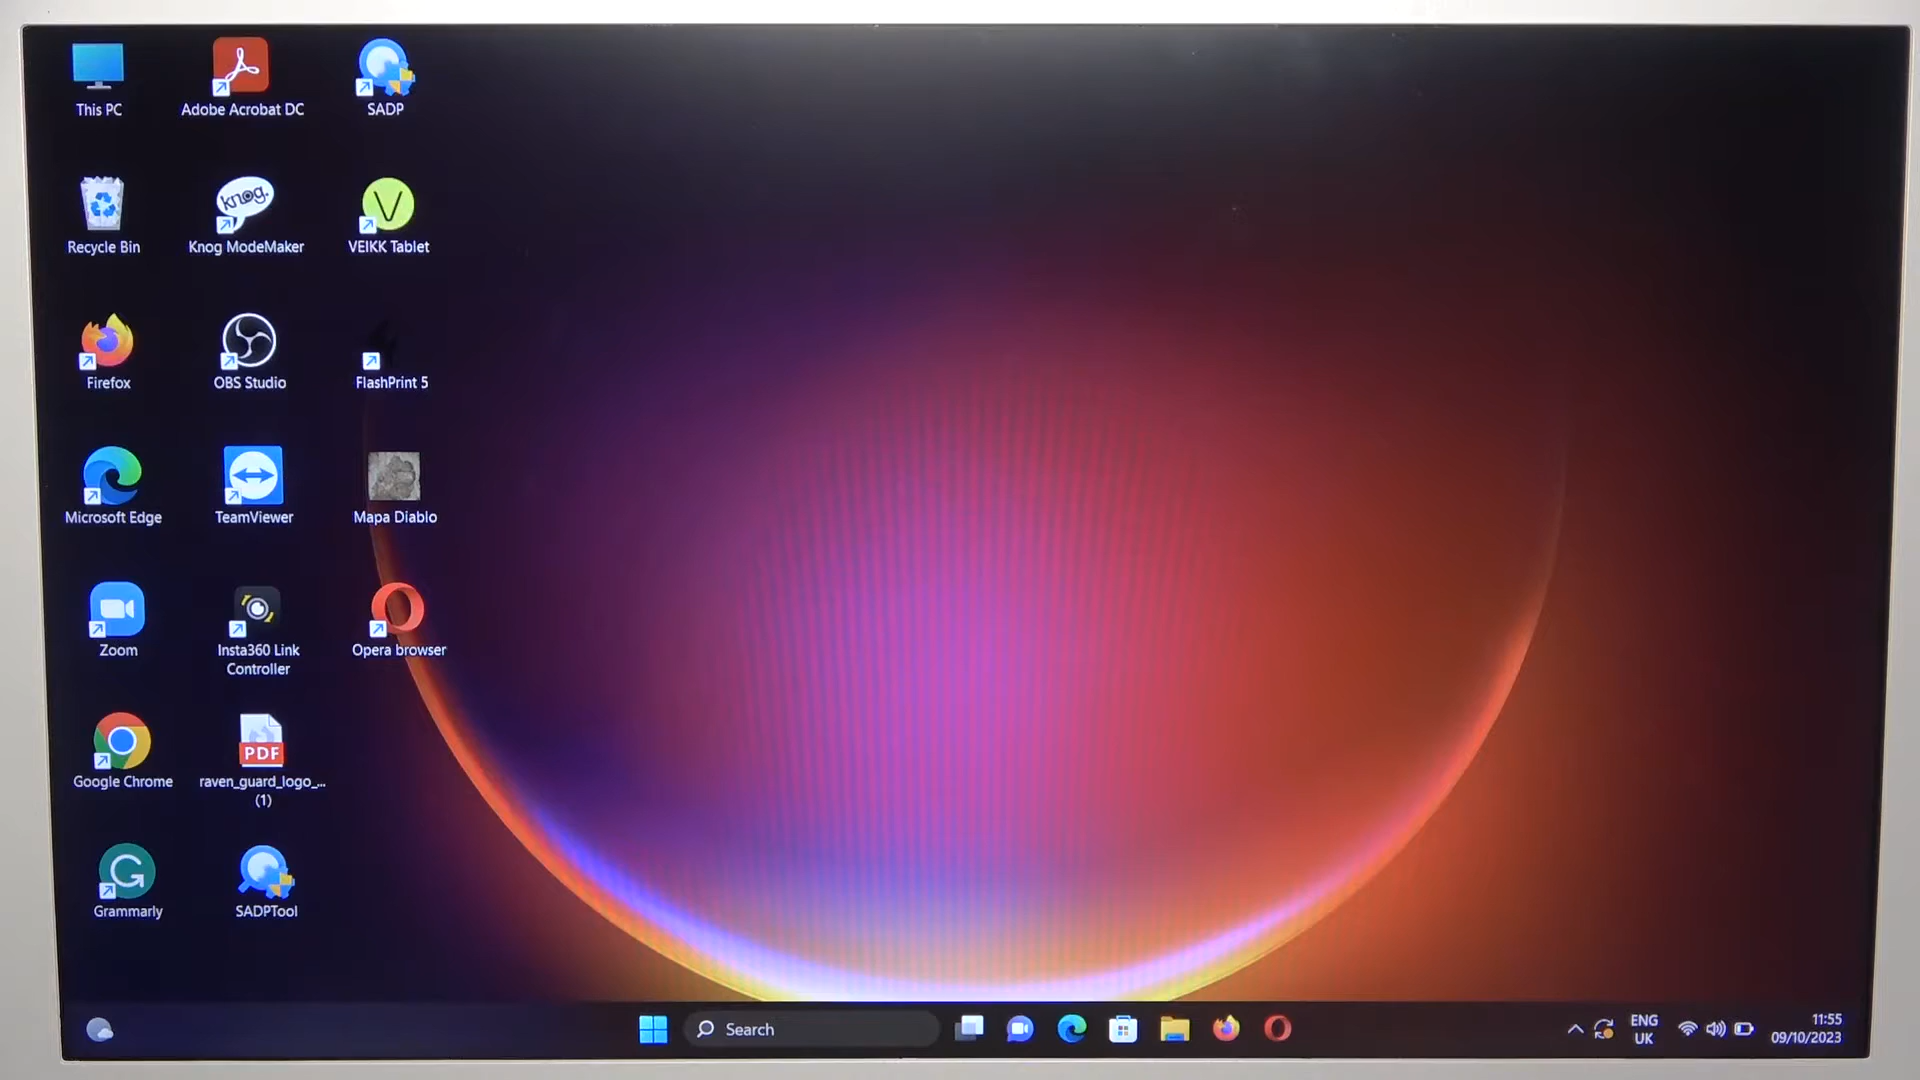 This PC
Adobe Acrobat DC
SADP
knog.
Recycle Bin
Knog ModeMaker
V
VEIKK Tablet
Firefox
OBS Studio
FlashPrint 5
Microsoft Edge
TeamViewer
Mapa Diablo
Zoom
Insta360 Link
Controller
Opera browser
PDF
Google Chrome
raven_guard_logo_...
(1)
G
Grammarly
SADPTool
Search
ENG
UK
11:55
09/10/2023